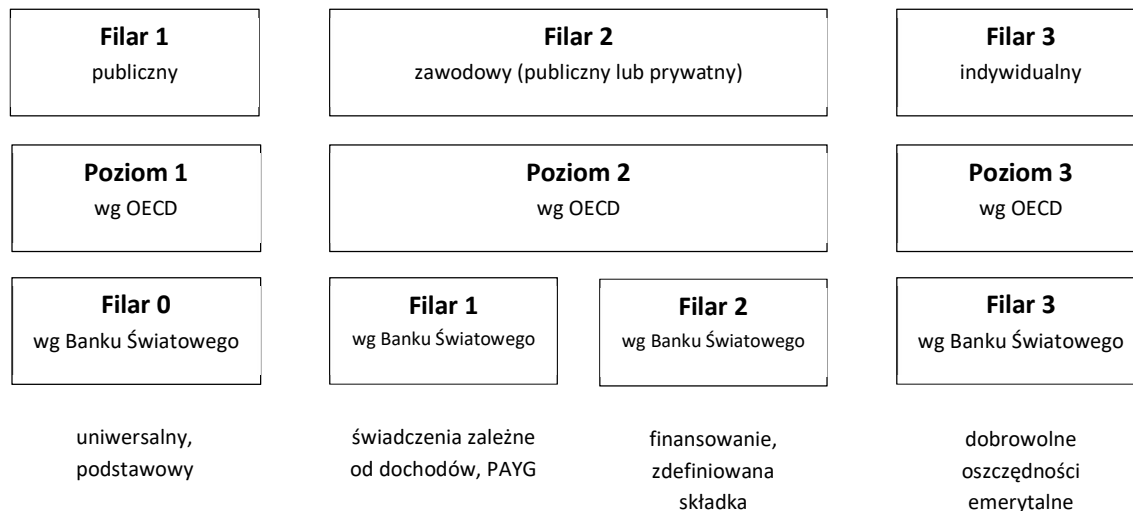 Filar 1
publiczny
Filar 2
zawodowy (publiczny lub prywatny)
Filar 3
indywidualny
Poziom 1
wg OECD
Poziom 2
wg OECD
Poziom 3
wg OECD
Filar 0
wg Banku Światowego
Filar 1
wg Banku Światowego
Filar 2
wg Banku Światowego
Filar 3
wg Banku Światowego
uniwersalny,
podstawowy
świadczenia zależne
od dochodów, PAYG
finansowanie,
zdefiniowana
składka
dobrowolne
oszczędności
emerytalne